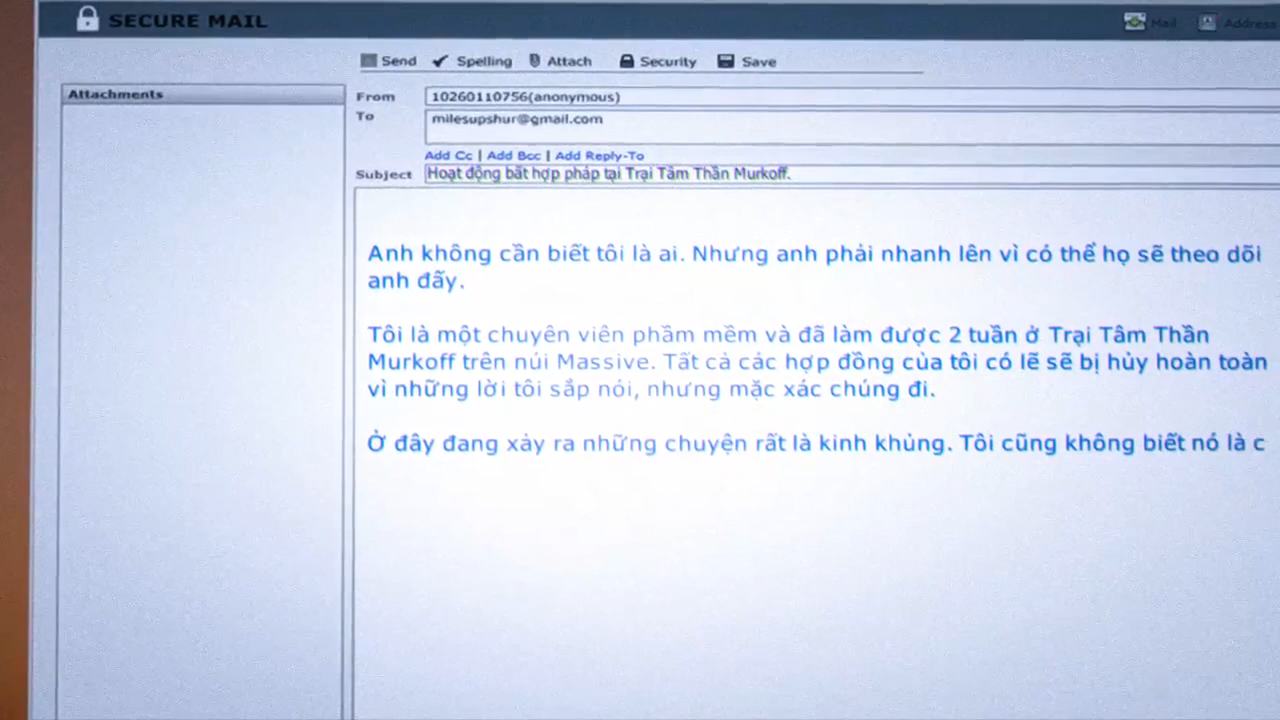 SECURE MAIL
Mail Address
Send Spelling Attach Security Save
Attachments
From 10260110756(anonymous)
To milesupshur@gmail.com
Add Cc | Add Bcc | Add Reply-To
Subject Hoạt động bất hợp pháp tại Trại Tâm Thần Murkoff.
Anh không cần biết tôi là ai. Nhưng anh phải nhanh lên vì có thể họ sẽ theo dõi
anh đấy.
Tôi là một chuyên viên phầm mềm và đã làm được 2 tuần ở Trại Tâm Thần
Murkoff trên núi Massive. Tất cả các hợp đồng của tôi có lẽ sẽ bị hủy hoàn toàn
vì những lời tôi sắp nói, nhưng mặc xác chúng đi.
Ở đây đang xảy ra những chuyện rất là kinh khủng. Tôi cũng không biết nó là c